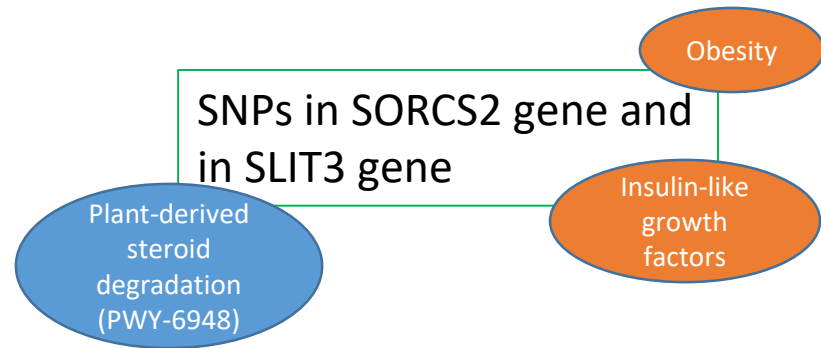 Obesity
SNPs in SORCS2 gene and
in SLIT3 gene
Insulin-like
growth
factors
Plant-derived
steroid
degradation
(PWY-6948)